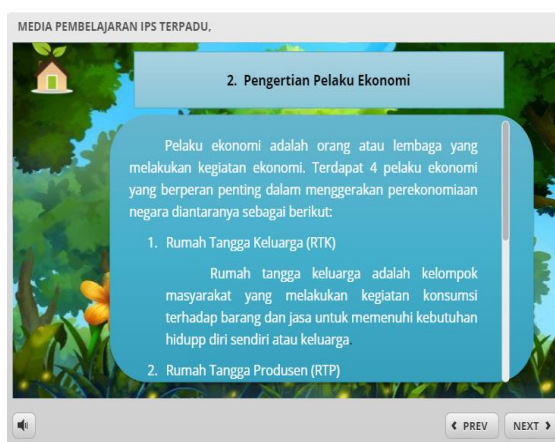 MEDIA PEMBELAJARAN IPS TERPADU,
2. Pengertian Pelaku Ekonomi
Pelaku ekonomi adalah orang atau lembaga yang
melakukan kegiatan ekonomi. Terdapat 4 pelaku ekonomi
yang berperan penting dalam menggerakan perekonomiaan
negara diantaranya sebagai berikut:
1. Rumah Tangga Keluarga (RTK)
Rumah tangga keluarga adalah kelompok
masyarakat yang melakukan kegiatan konsumsi
terhadap barang dan jasa untuk memenuhi kebutuhan
hidupp diri sendiri atau keluarga.
2. Rumah Tangga Produsen (RTP)
PREV NEXT